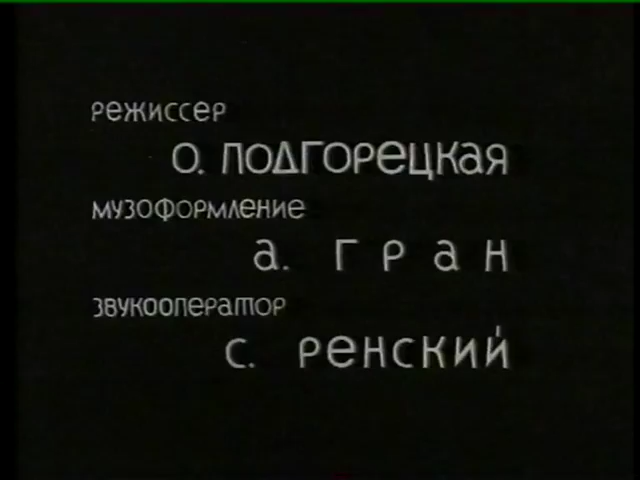 режиссер
О. Подгорецкая
музоформление
а. Гран
звукооператор
С. Ренский